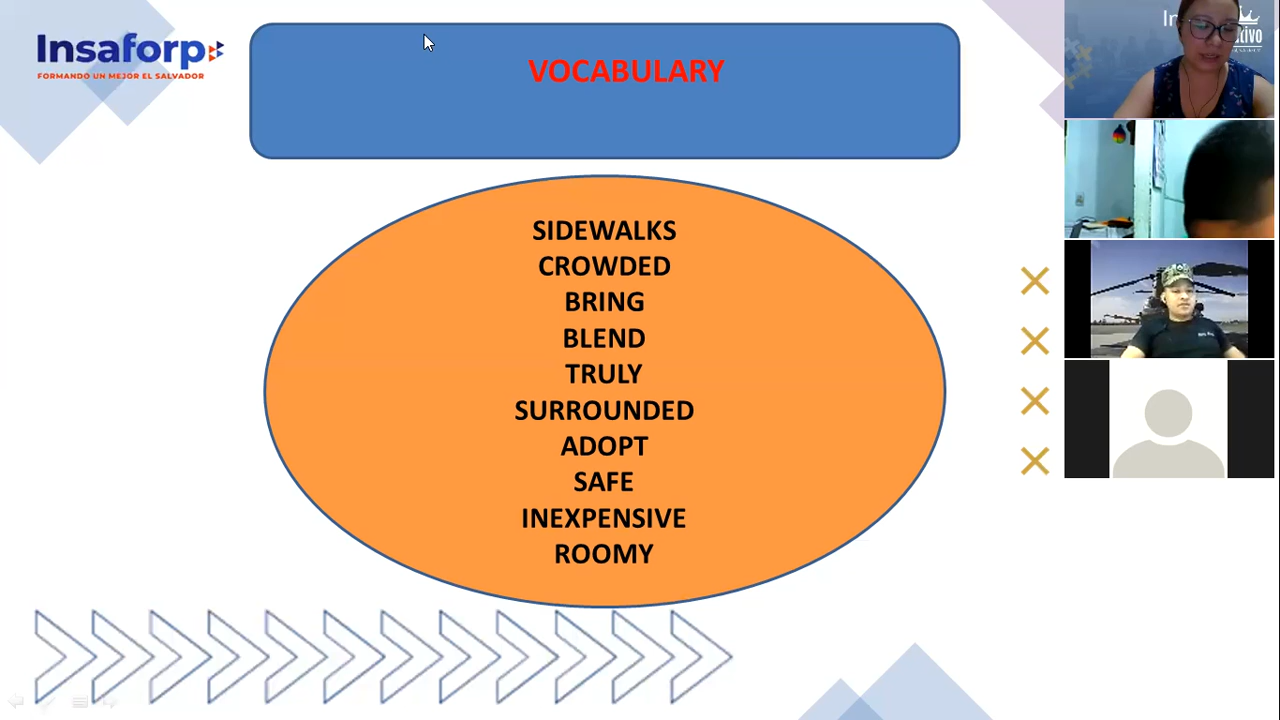 Insaforp
FORMANDO UN MEJOR EL SALVADOR
VOCABULARY
SIDEWALKS
CROWDED
BRING
BLEND
TRULY
SURROUNDED
ADOPT
SAFE
INEXPENSIVE
ROOMY